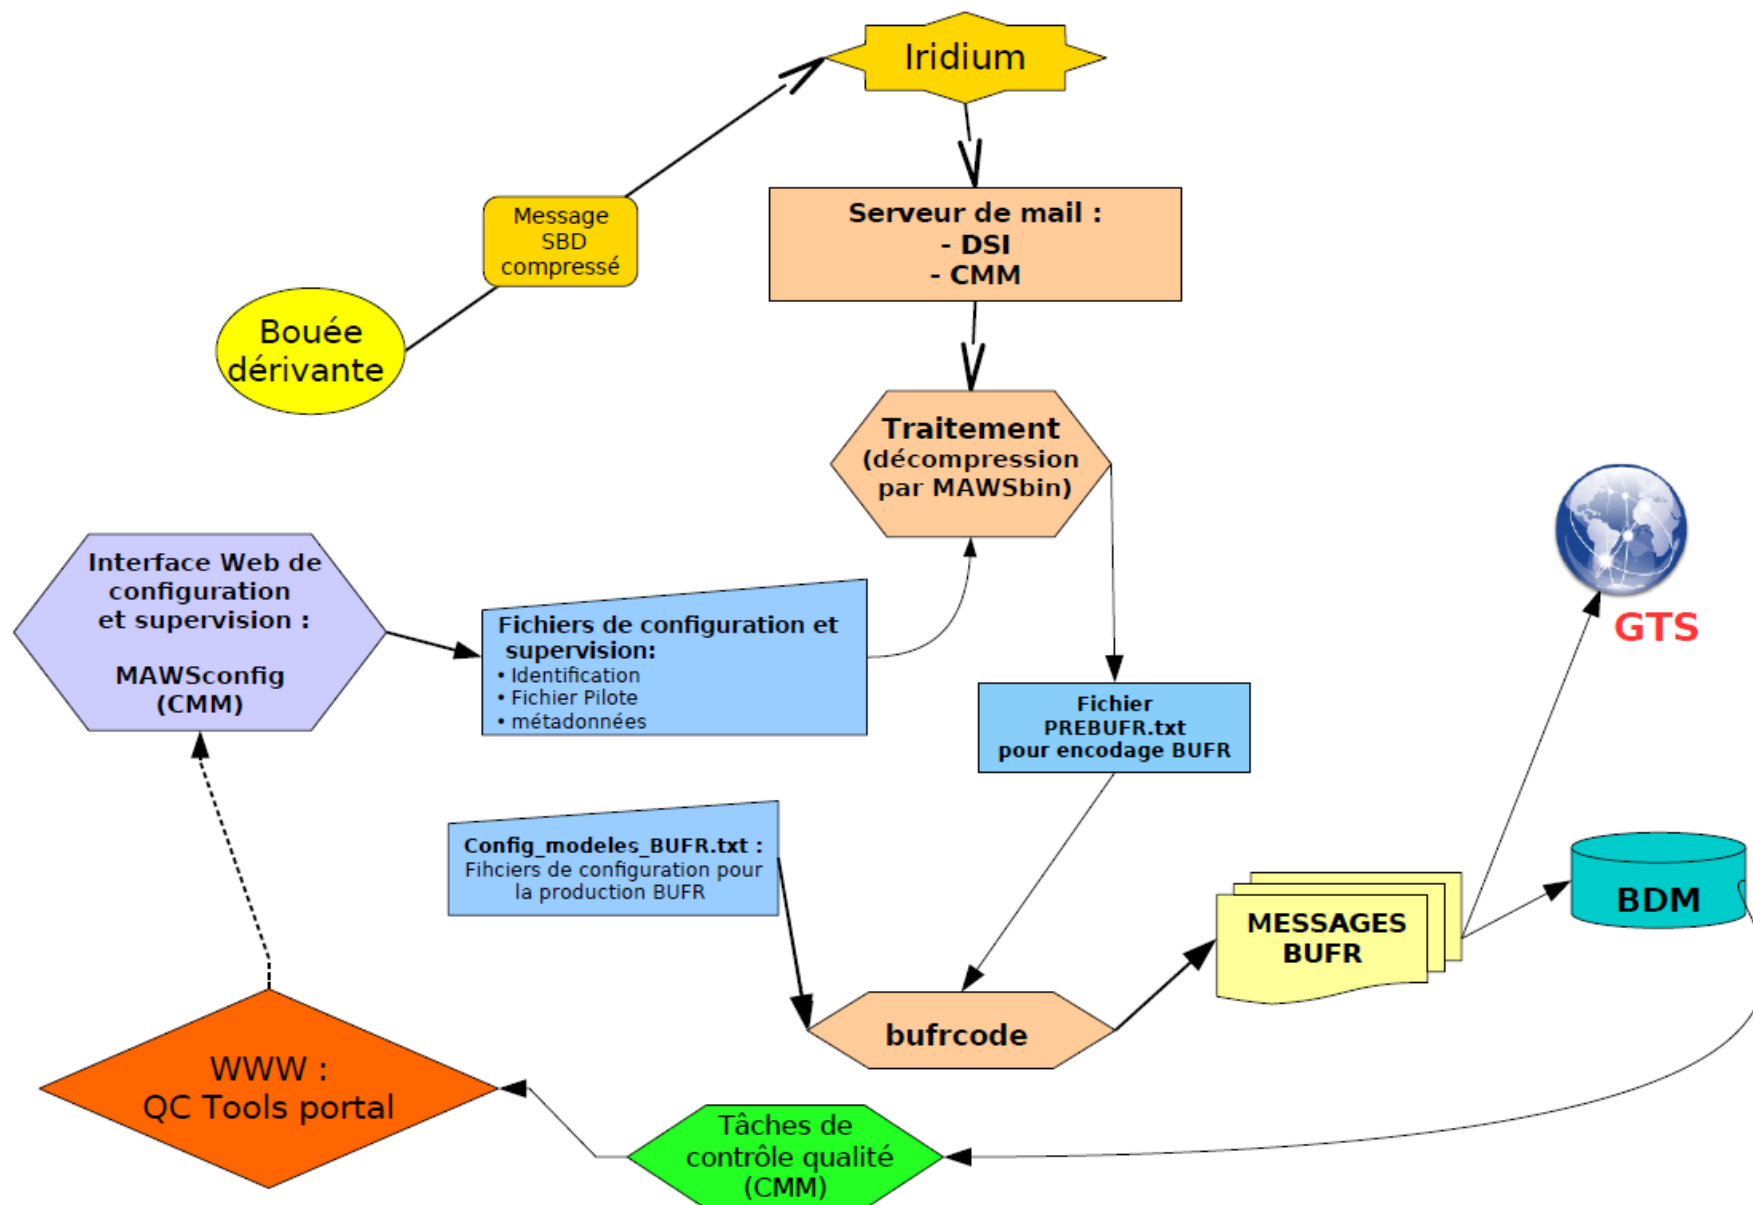 Iridium
Message
SBD
compressé
Serveur de mail :
- DSI
- CMM
Bouée
dérivante
Traitement
(décompression
par MAWSbin)
Interface Web de
configuration
et supervision :
MAWSconfig
(CMM)
Fichiers de configuration et
supervision:
• Identification
• Fichier Pilote
• métadonnées
GTS
Fichier
PREBUFR.txt
pour encodage BUFR
Config_modeles_BUFR.txt :
Fihciers de configuration pour
la production BUFR
MESSAGES
BUFR
BDM
bufrcode
WWW :
QC Tools portal
Tâches de
contrôle qualité
(CMM)